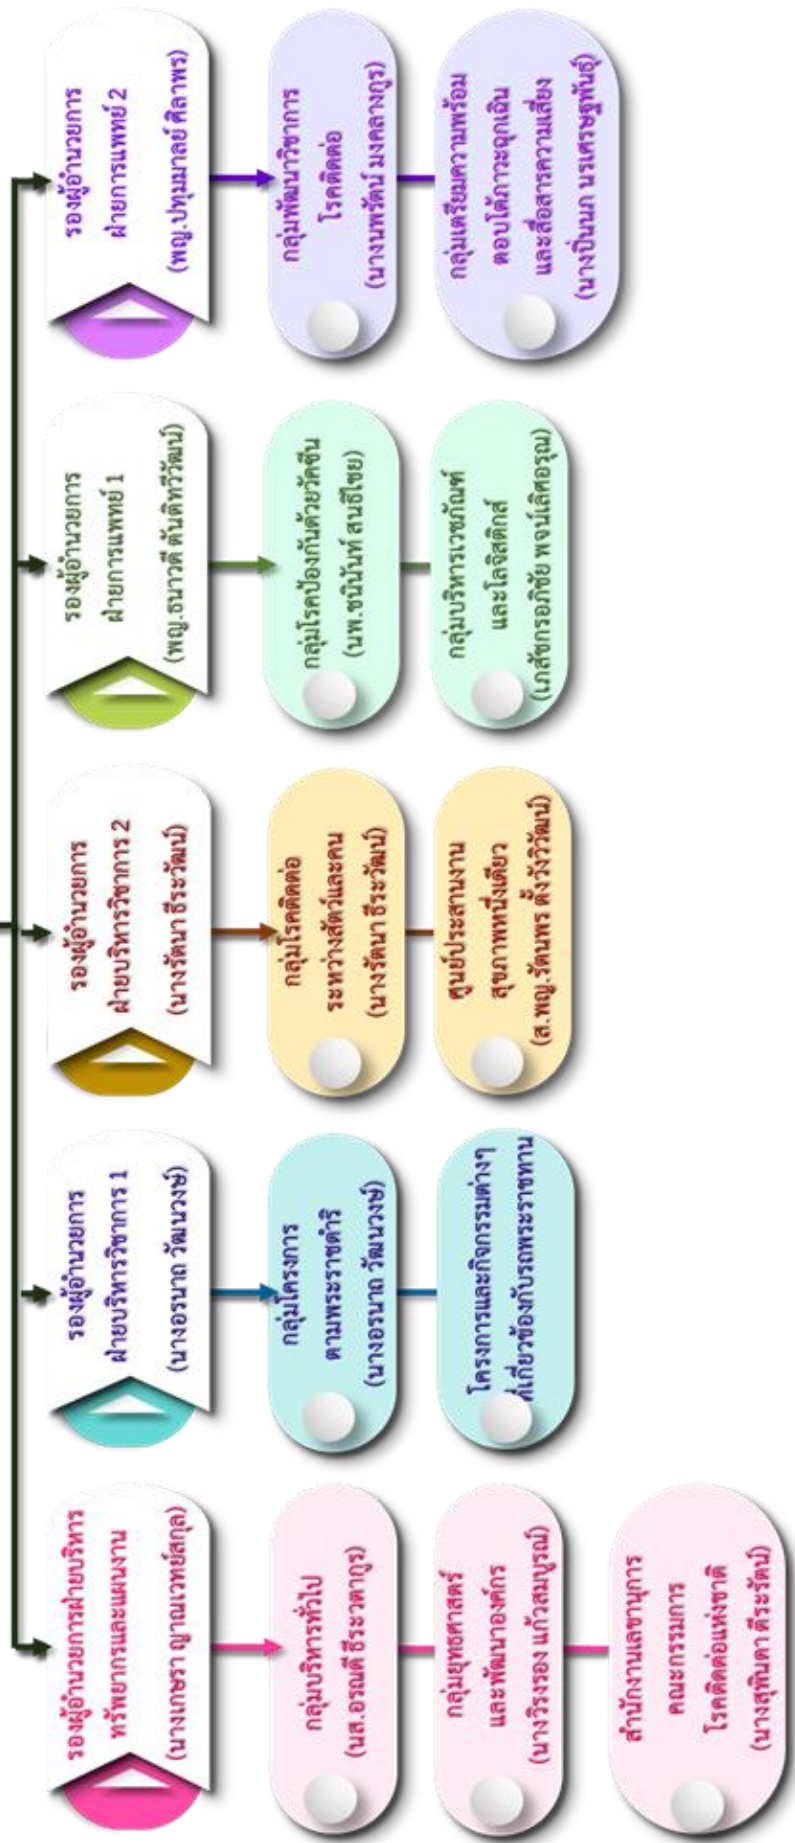 รองผู้อำนวยการฝ่ายบริหาร
ทรัพยากรและแผนงาน
(นางเกษรา ญาณเวทย์สกุล)
กลุ่มบริหารทั่วไป
(นส.อรณดี ธีระวตากูร)
กลุ่มยุทธศาสตร์
และพัฒนาองค์กร
(นางวิรงรอง แก้วสมบูรณ์)
สำนักงานเลขานุการ
คณะกรรมการ
โรคติดต่อแห่งชาติ
(นางสุพินดา ตีระรัตน์)
รองผู้อำนวยการ
ฝ่ายบริหารวิชาการ 1
(นางอรนาถ วัฒนวงษ์)
กลุ่มโครงการ
ตามพระราชดำริ
(นางอรนาถ วัฒนวงษ์)
โครงการและกิจกรรมต่างๆ
ที่เกี่ยวข้องกับรถพระราชทาน
รองผู้อำนวยการ
ฝ่ายบริหารวิชาการ 2
(นางรัตนา ธีระวัฒน์)
กลุ่มโรคติดต่อ
ระหว่างสัตว์และคน
(นางรัตนา ธีระวัฒน์)
ศูนย์ประสานงาน
สุขภาพหนึ่งเดียว
(ส.พญ.รัตนพร ตั้งวังวิวัฒน์)
รองผู้อำนวยการ
ฝ่ายการแพทย์ 1
(พญ.ธนาวดี ตันติทวีวัฒน์)
กลุ่มโรคป้องกันด้วยวัคซีน
(นพ.ชนินันท์ สนธิไชย)
กลุ่มบริหารเวชภัณฑ์
และโลจิสติกส์
(เภสัชกรอภิชัย พจน์เลิศอรุณ)
รองผู้อำนวยการ
ฝ่ายการแพทย์ 2
(พญ.ปทุมมาลย์ ศิลาพร)
กลุ่มพัฒนาวิชาการ
โรคติดต่อ
(นางนพรัตน์ มงคลางกูร)
กลุ่มเตรียมความพร้อม
ตอบโต้ภาวะฉุกเฉิน
และสื่อสารความเสี่ยง
(นางปิ่นนภ นรเศรษฐพันธุ์)